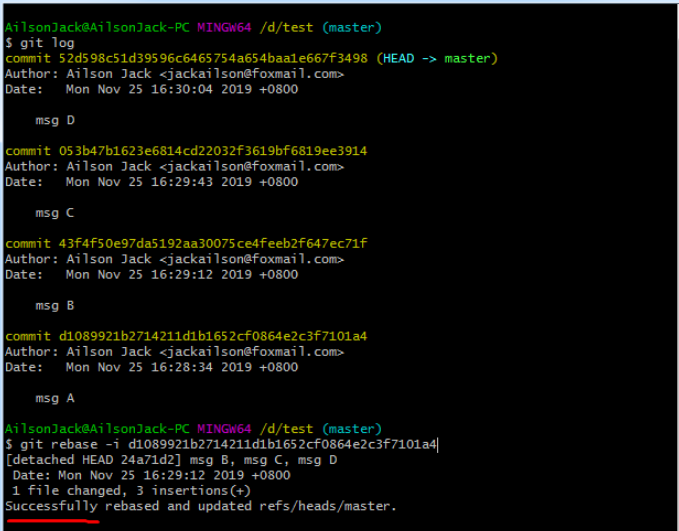 AilsonJack@AilsonJack-PC MINGW64 /d/test (master)
$ git log
commit 52d598c51d39596c6465754a654baa1e667f3498 (HEAD -> master)
Author: Ailson Jack <jackailson@foxmail.com>
Date:   Mon Nov 25 16:30:04 2019 +0800
msg D
commit 053b47b1623e6814cd22032f3619bf6819ee3914
Author: Ailson Jack <jackailson@foxmail.com>
Date:   Mon Nov 25 16:29:43 2019 +0800
msg C
commit 43f4f50e97da5192aa30075ce4feeb2f647ec71f
Author: Ailson Jack <jackailson@foxmail.com>
Date:   Mon Nov 25 16:29:12 2019 +0800
msg B
commit d1089921b2714211d1b1652cf0864e2c3f7101a4
Author: Ailson Jack <jackailson@foxmail.com>
Date:   Mon Nov 25 16:28:34 2019 +0800
msg A
AilsonJack@AilsonJack-PC MINGW64 /d/test (master)
$ git rebase -i d1089921b2714211d1b1652cf0864e2c3f7101a4
[detached HEAD 24a71d2] msg B, msg C, msg D
Date: Mon Nov 25 16:29:12 2019 +0800
1 file changed, 3 insertions(+)
Successfully rebased and updated refs/heads/master.